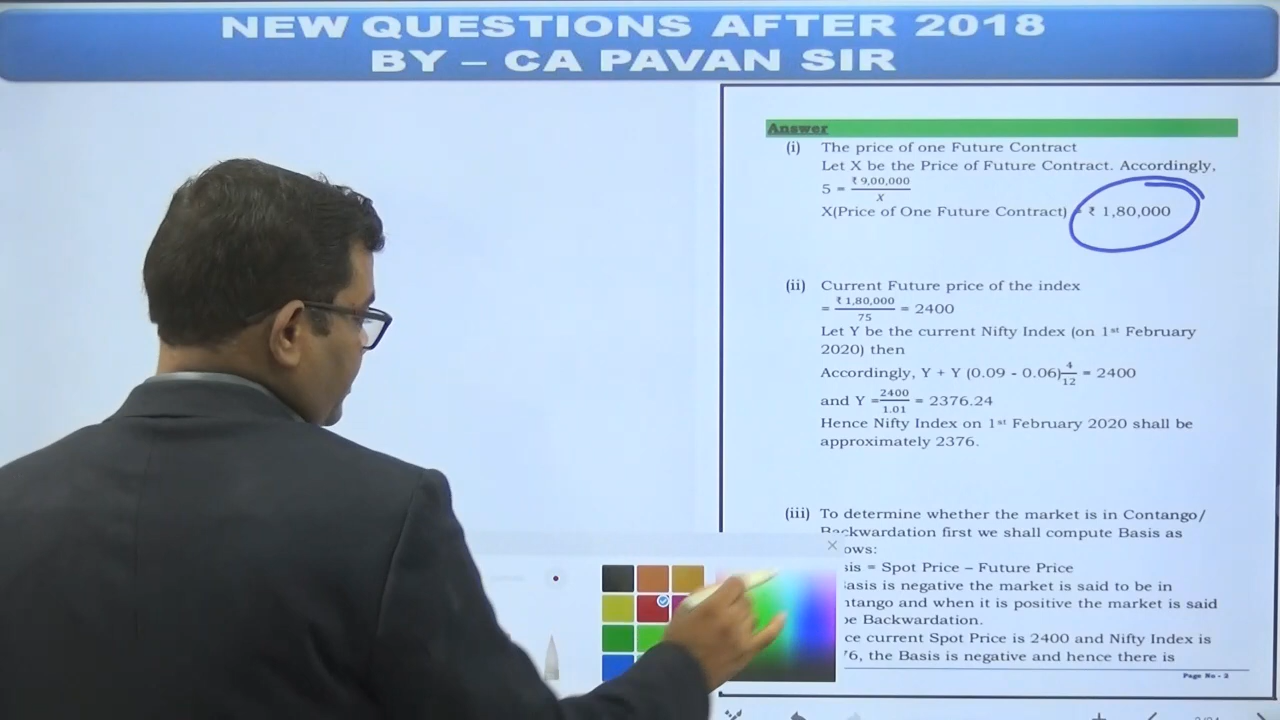 NEW QUESTIONS AFTER 2018
BY – CA PAVAN SIR
Answer
(i) The price of one Future Contract
Let X be the Price of Future Contract. Accordingly,
5 = ₹ 9,00,000 / X
X(Price of One Future Contract) ₹ 1,80,000
(ii) Current Future price of the index
= ₹ 1,80,000 / 75 = 2400
Let Y be the current Nifty Index (on 1st February
2020) then
Accordingly, Y + Y (0.09 - 0.06) 4/12 = 2400
and Y = 2400 / 1.01 = 2376.24
Hence Nifty Index on 1st February 2020 shall be
approximately 2376.
(iii) To determine whether the market is in Contango/
Backwardation first we shall compute Basis as
ows:
sis = Spot Price – Future Price
asis is negative the market is said to be in
ntango and when it is positive the market is said
be Backwardation.
ce current Spot Price is 2400 and Nifty Index is
76, the Basis is negative and hence there is
Page No - 2